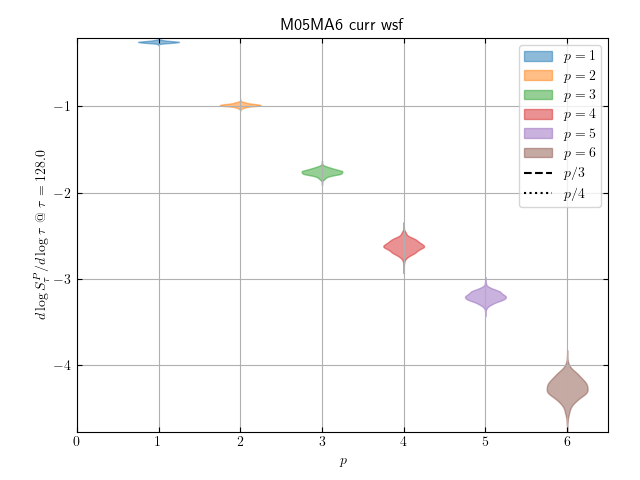 M05MA6 curr wsf
d log S_τ^P / d log τ @ τ = 128.0
−1
−2
−3
−4
0 1 2 3 4 5 6
p
p = 1
p = 2
p = 3
p = 4
p = 5
p = 6
p/3
p/4